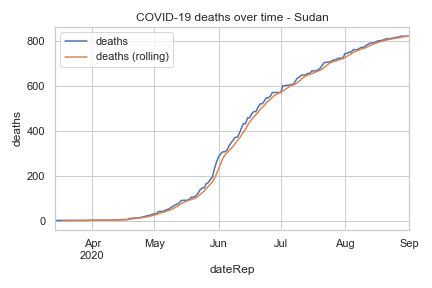 COVID-19 deaths over time - Sudan
deaths
deaths (rolling)
800
600
400
200
0
deaths
Apr May Jun Jul Aug Sep
2020
dateRep